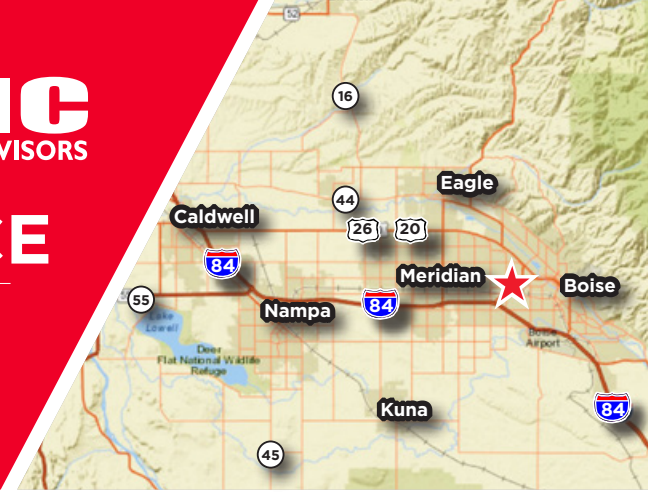 IC
VISORS
CE
52
16
44
Eagle
Caldwell
26
20
84
Meridian
Boise
55
84
Nampa
Lake
Lowell
Boise
Airport
Deer
Flat National Wildlife
Refuge
84
Kuna
45